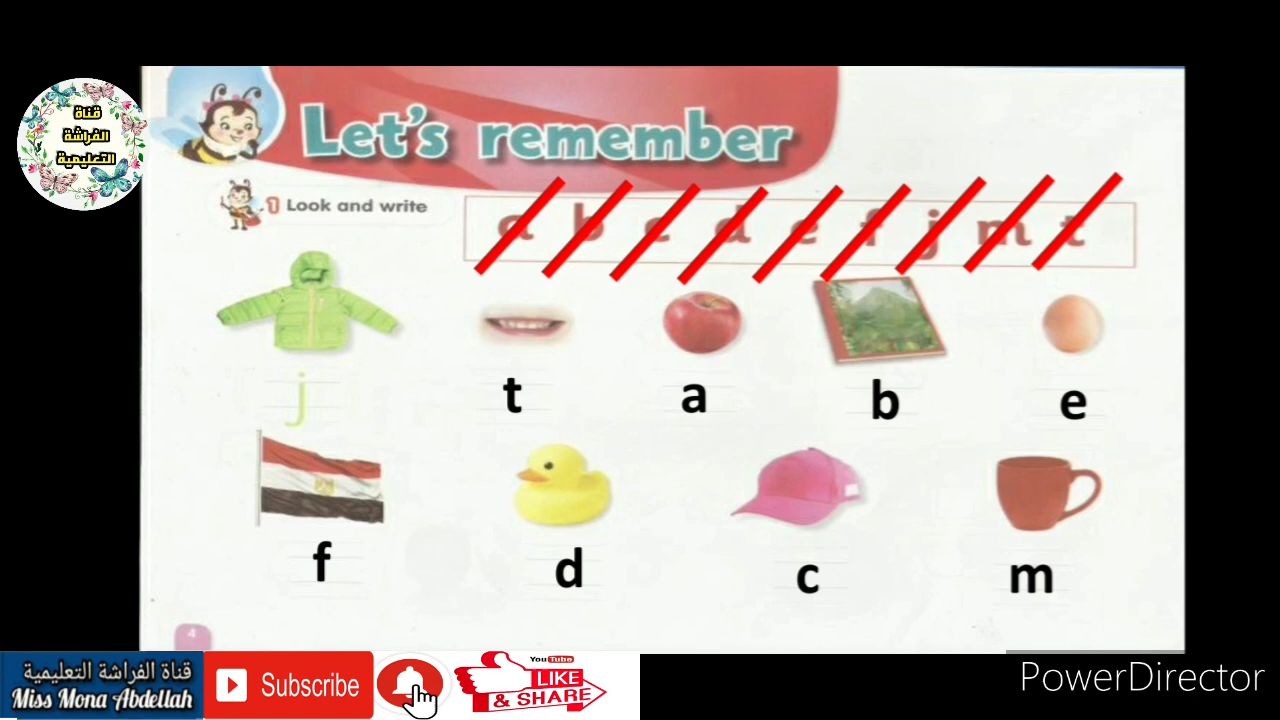 قناة
الفراشة
التعليمية
Let's remember
1 Look and write
a b c d e f j m t
j t a b e
f d c m
4
قناة الفراشة التعليمية
Miss Mona Abdellah
Subscribe
YouTube
LIKE
& SHARE
PowerDirector